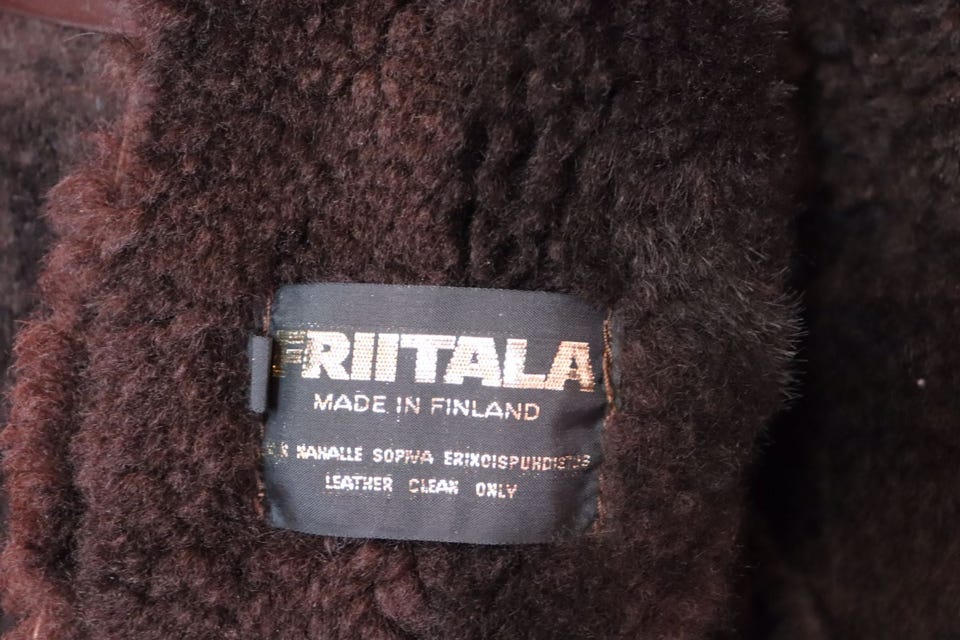 FRIITALA
MADE IN FINLAND
NAHALLE SOPIVA ERIKOISPUHDISTUS
LEATHER CLEAN ONLY